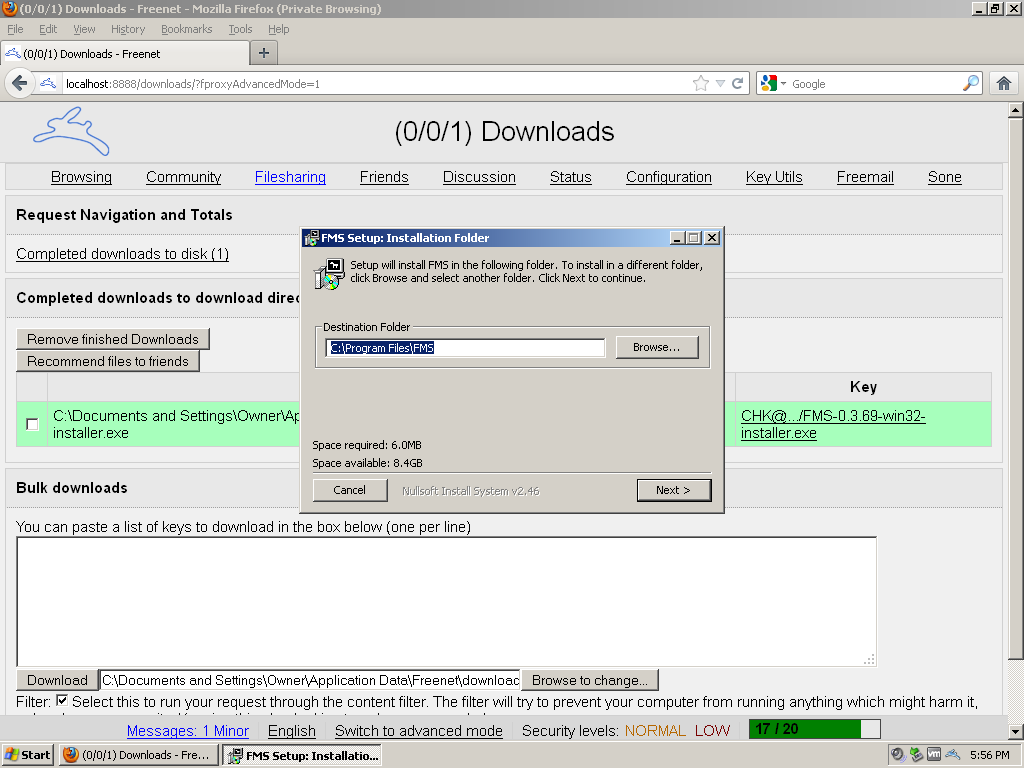 (0/0/1) Downloads - Freenet - Mozilla Firefox (Private Browsing)
File Edit View History Bookmarks Tools Help
(0/0/1) Downloads - Freenet
localhost:8888/downloads/?fproxyAdvancedMode=1
Google
(0/0/1) Downloads
Browsing Community Filesharing Friends Discussion Status Configuration Key Utils Freemail Sone
Request Navigation and Totals
Completed downloads to disk (1)
Completed downloads to download direc
Remove finished Downloads
Recommend files to friends
Key
C:\Documents and Settings\Owner\Ap
installer.exe
CHK@.../FMS-0.3.69-win32-
installer.exe
FMS Setup: Installation Folder
Setup will install FMS in the following folder. To install in a different folder,
click Browse and select another folder. Click Next to continue.
Destination Folder
C:\Program Files\FMS
Browse...
Space required: 6.0MB
Space available: 8.4GB
Cancel
Nullsoft Install System v2.46
Next >
Bulk downloads
You can paste a list of keys to download in the box below (one per line)
Download C:\Documents and Settings\Owner\Application Data\Freenet\downloac Browse to change...
Filter: Select this to run your request through the content filter. The filter will try to prevent your computer from running anything which might harm it,
Messages: 1 Minor English Switch to advanced mode Security levels: NORMAL LOW 17 / 20
Start (0/0/1) Downloads - Fre... FMS Setup: Installatio... 5:56 PM